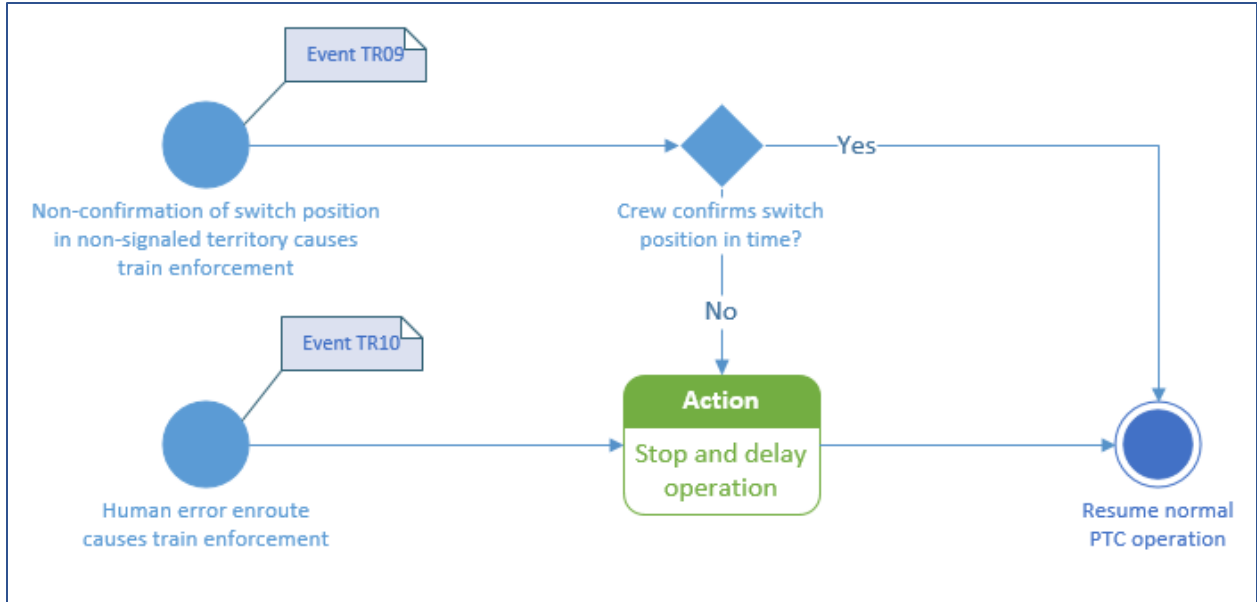 Event TR09
Yes
Non-confirmation of switch position
in non-signaled territory causes
train enforcement
Crew confirms switch
position in time?
No
Event TR10
Action
Stop and delay
operation
Human error enroute
causes train enforcement
Resume normal
PTC operation